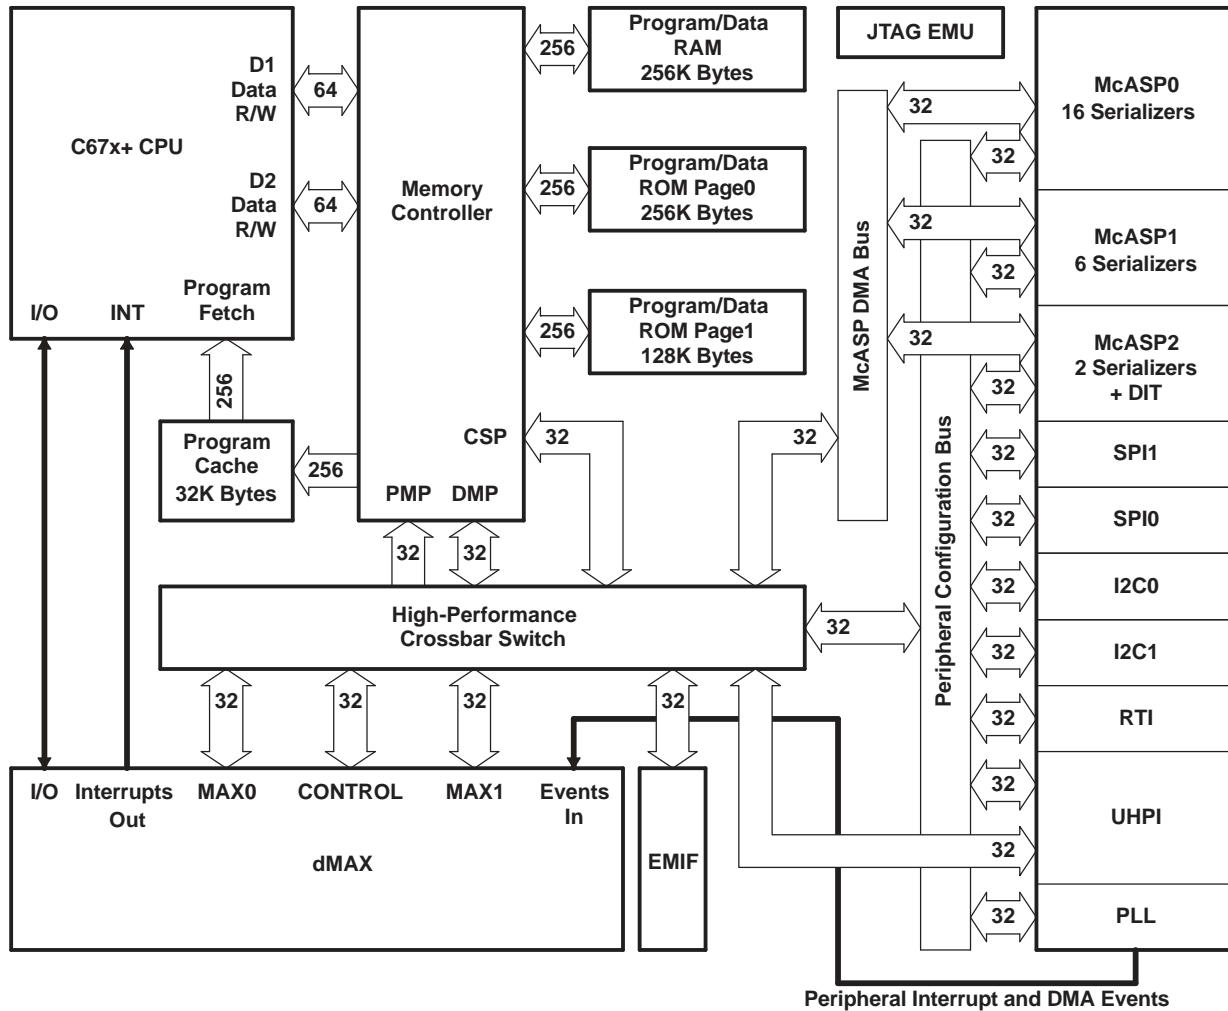 C67x+ CPU
D1
Data
R/W
D2
Data
R/W
I/O
INT
Program
Fetch
64
64
Memory
Controller
CSP
PMP
DMP
256
Program/Data
RAM
256K Bytes
256
Program/Data
ROM Page0
256K Bytes
256
Program/Data
ROM Page1
128K Bytes
256
Program
Cache
32K Bytes
256
32
32
32
32
High-Performance
Crossbar Switch
32
32
32
32
32
32
I/O
Interrupts
Out
MAX0
CONTROL
MAX1
Events
In
dMAX
EMIF
JTAG EMU
McASP DMA Bus
Peripheral Configuration Bus
32
32
McASP0
16 Serializers
32
32
McASP1
6 Serializers
32
32
McASP2
2 Serializers
+ DIT
32
SPI1
32
SPI0
32
I2C0
32
I2C1
32
RTI
32
32
UHPI
32
PLL
Peripheral Interrupt and DMA Events